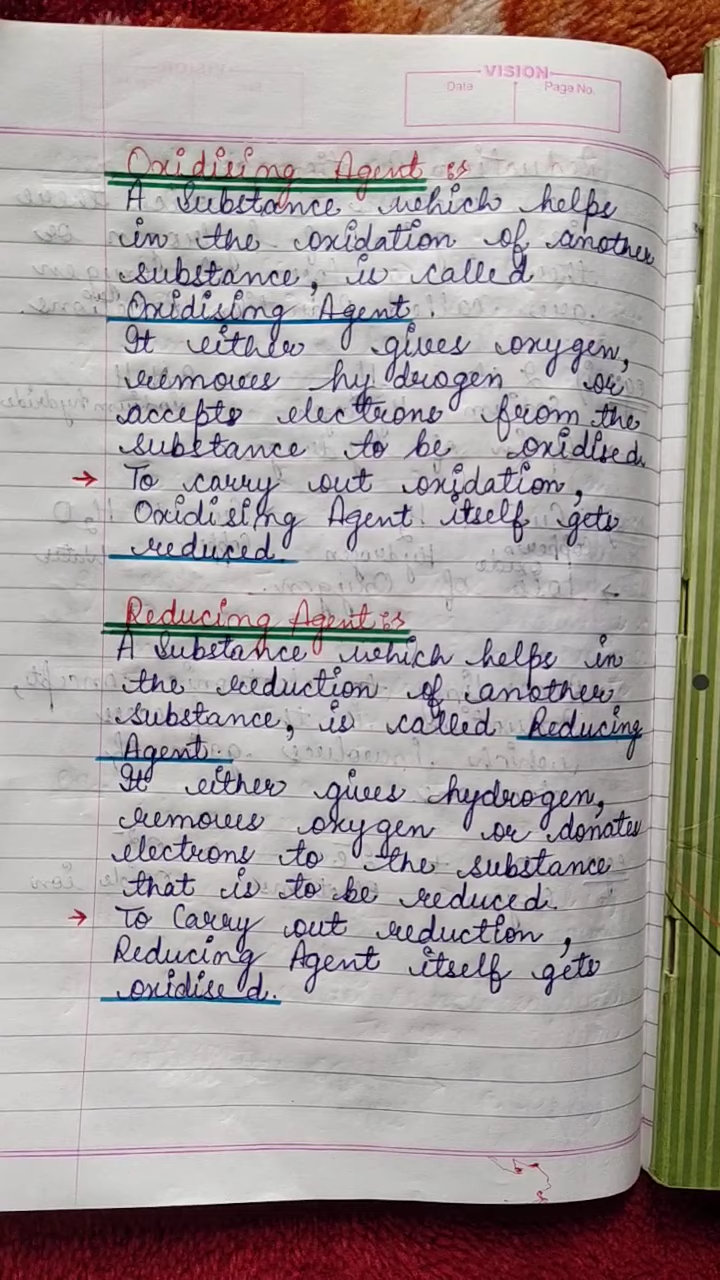 VISION
Date Page No.
Oxidising Agent :-
A Substance which helps
in the oxidation of another
substance, is called
Oxidising Agent.
It either gives oxygen,
removes hydrogen or
accepts electrons from the
substance to be oxidised.
→ To carry out oxidation,
Oxidising Agent itself gets
reduced.
Reducing Agent :-
A Substance which helps in
the reduction of another
substance, is called Reducing
Agent.
It either gives hydrogen,
removes oxygen or donates
electrons to the substance
that is to be reduced.
→ To Carry out reduction,
Reducing Agent itself gets
oxidised.